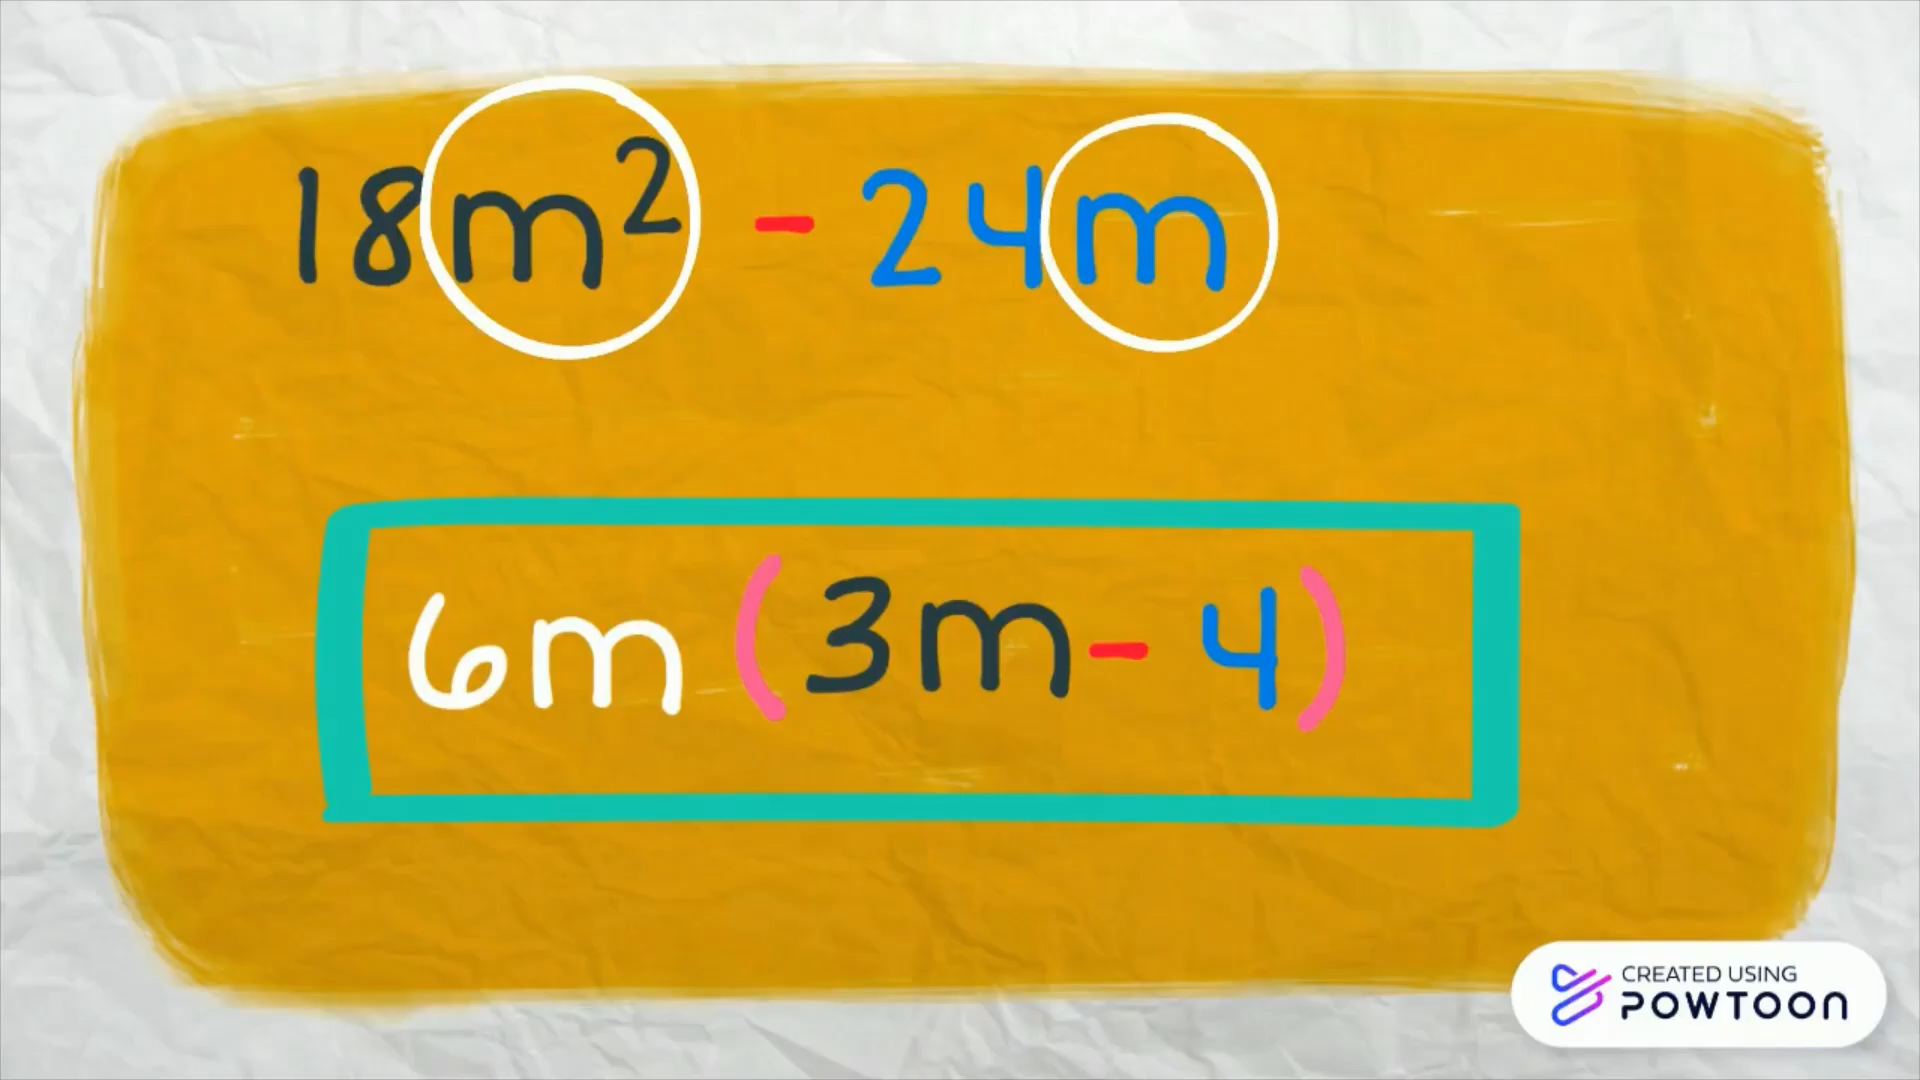 18m² - 24m
6m (3m - 4)
CREATED USING
POWTOON